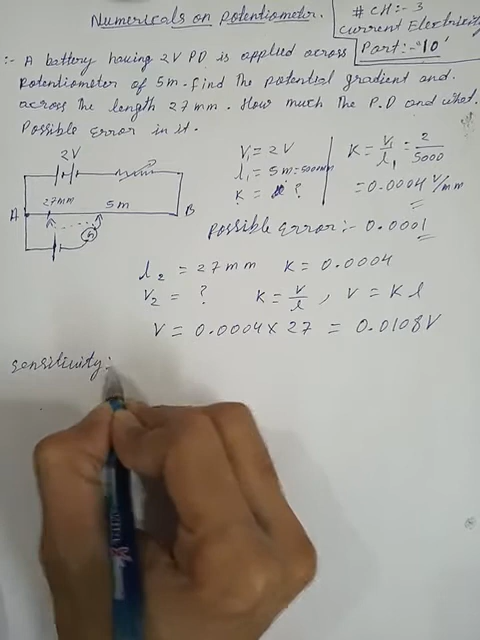 Numericals on potentiometer.
# CH:- 3
Current Electricity
Part:- '10'
:- A battery having 2V PD is applied across
Potentiometer of 5m. find the potential gradient and
across the length 27mm. How much the P.D and what
Possible Error in it.
2V
27mm
5m
A
B
G
V₁ = 2V
l₁ = 5m = 5000mm
K = ?
K = V₁/l₁ = 2/5000
= 0.0004 V/mm
Possible Error:- 0.0001
l₂ = 27mm K = 0.0004
V₂ = ? K = V/l , V = Kl
V = 0.0004 × 27 = 0.0108V
Sensitivity: